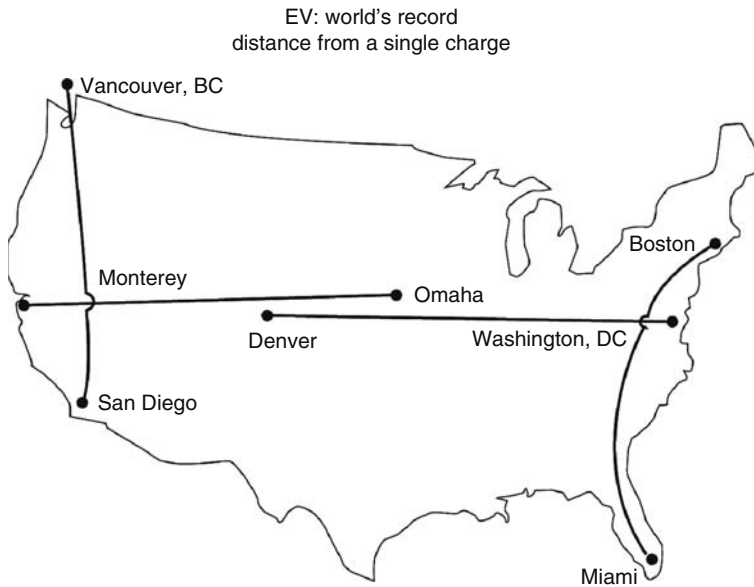 EV: world's record
distance from a single charge
Vancouver, BC
Boston
Monterey
Omaha
Denver
Washington, DC
San Diego
Miami